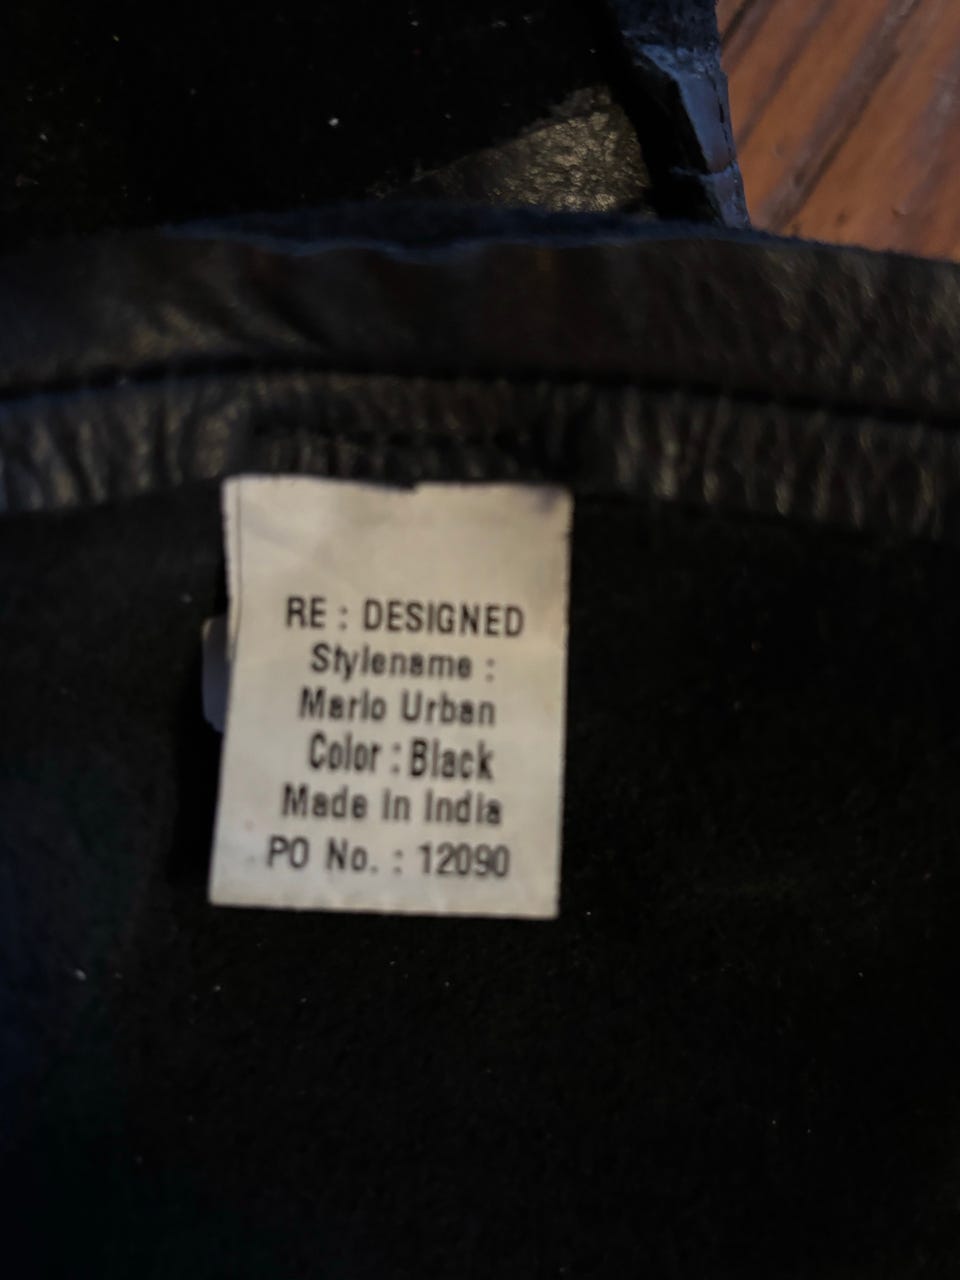 RE : DESIGNED
Stylename :
Marlo Urban
Color : Black
Made in India
PO No. : 12090